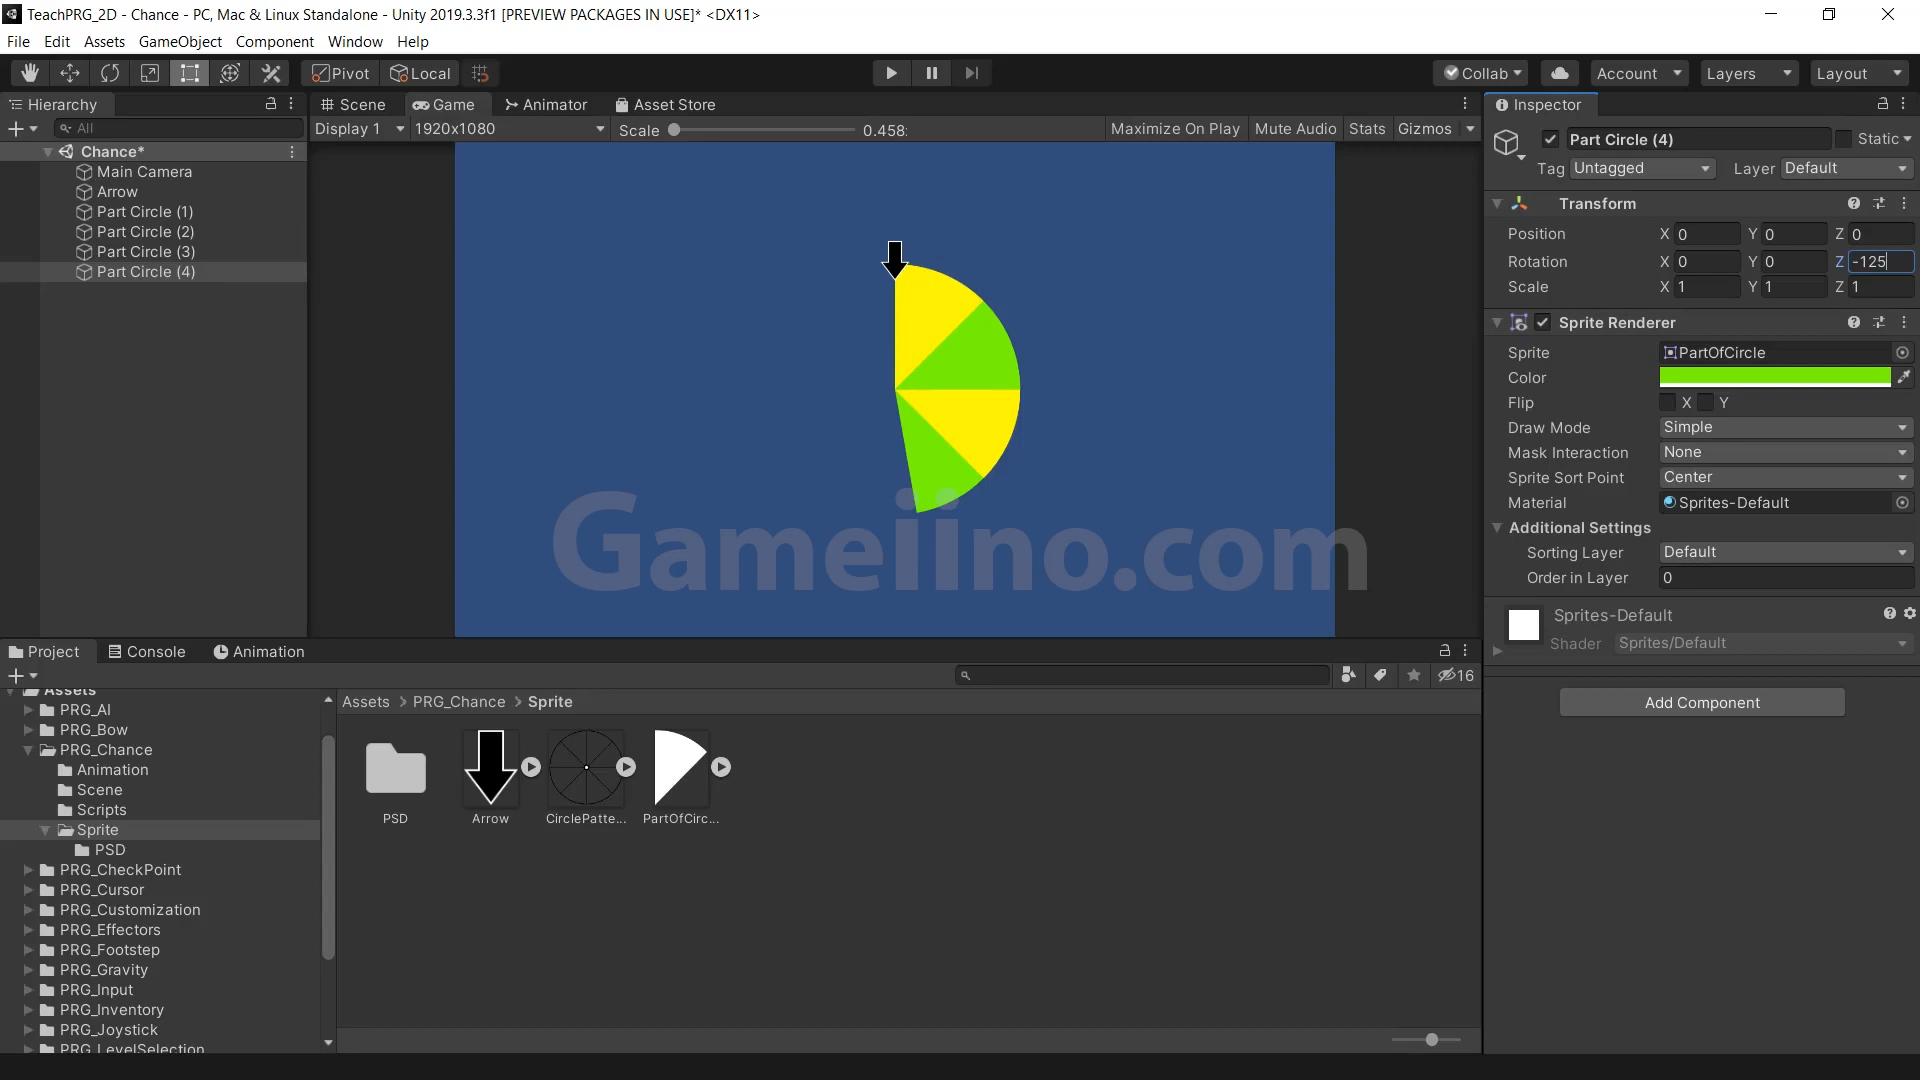 TeachPRG_2D - Chance - PC, Mac & Linux Standalone - Unity 2019.3.3f1 [PREVIEW PACKAGES IN USE]* <DX11>
File Edit Assets GameObject Component Window Help
Pivot Local Collab Account Layers Layout
Hierarchy
All
Chance*
Main Camera
Arrow
Part Circle (1)
Part Circle (2)
Part Circle (3)
Part Circle (4)
Scene Game Animator Asset Store
Display 1 1920x1080 Scale 0.458: Maximize On Play Mute Audio Stats Gizmos
Gameiino.com
Inspector
Part Circle (4) Static
Tag Untagged Layer Default
Transform
Position X 0 Y 0 Z 0
Rotation X 0 Y 0 Z -125
Scale X 1 Y 1 Z 1
Sprite Renderer
Sprite PartOfCircle
Color
Flip X Y
Draw Mode Simple
Mask Interaction None
Sprite Sort Point Center
Material Sprites-Default
Additional Settings
Sorting Layer Default
Order in Layer 0
Sprites-Default
Shader Sprites/Default
Add Component
Project Console Animation
16
Assets
PRG_AI
PRG_Bow
PRG_Chance
Animation
Scene
Scripts
Sprite
PSD
PRG_CheckPoint
PRG_Cursor
PRG_Customization
PRG_Effectors
PRG_Footstep
PRG_Gravity
PRG_Input
PRG_Inventory
PRG_Joystick
PRG_LevelSelection
Assets > PRG_Chance > Sprite
PSD Arrow CirclePatte... PartOfCirc...